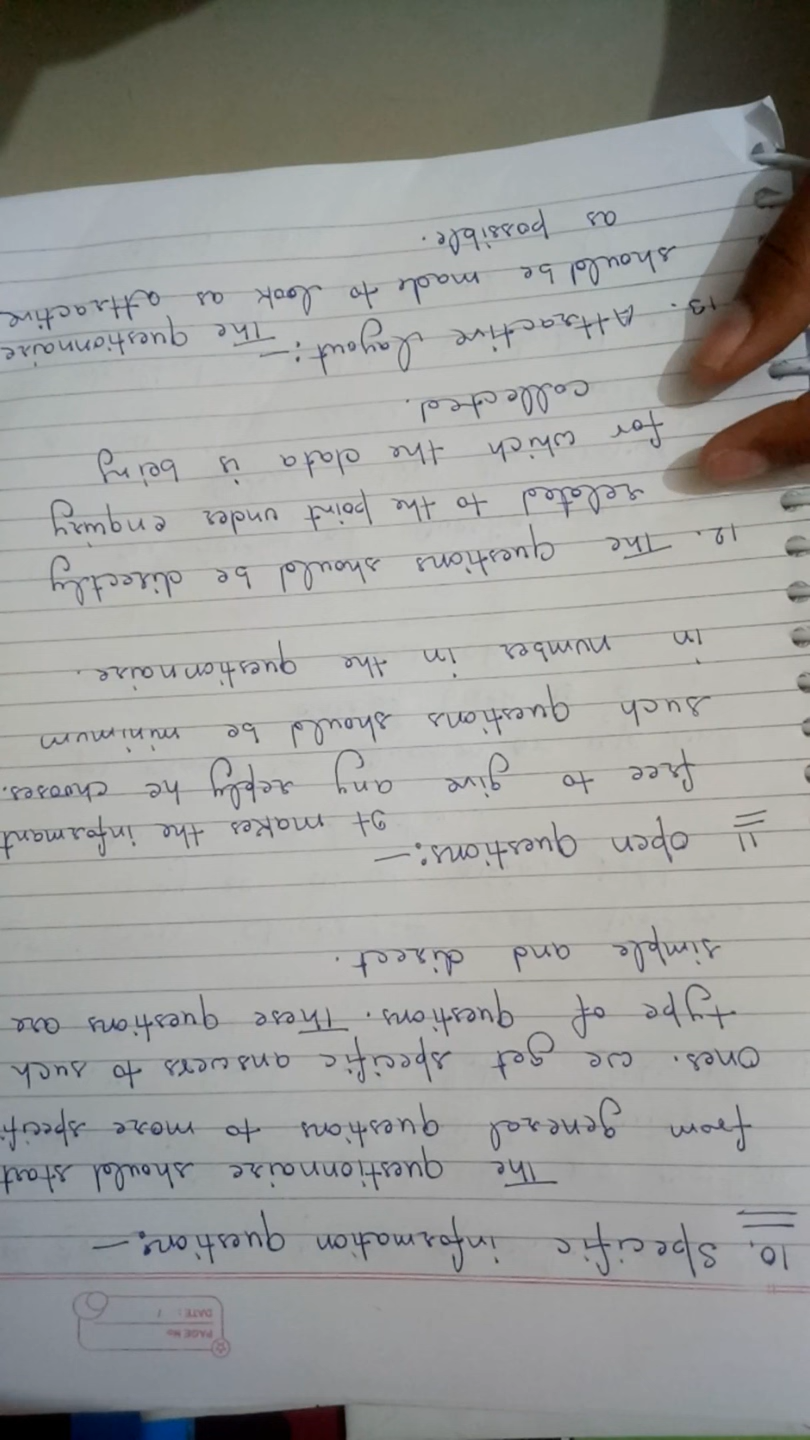 PAGE No.
DATE: /
10. Specific information question:-
The questionnaire should start
from general questions to more specifi
ones. we get specific answers to such
type of questions. These questions are
simple and direct.
11 open questions:-
It makes the informant
free to give any reply he chooses.
such questions should be minimum
in number in the questionnaire.
12. The questions should be directly
related to the point under enquiry
for which the data is being
collected.
13. Attractive Layout:- The questionnaire
should be made to look as attractive
as possible.